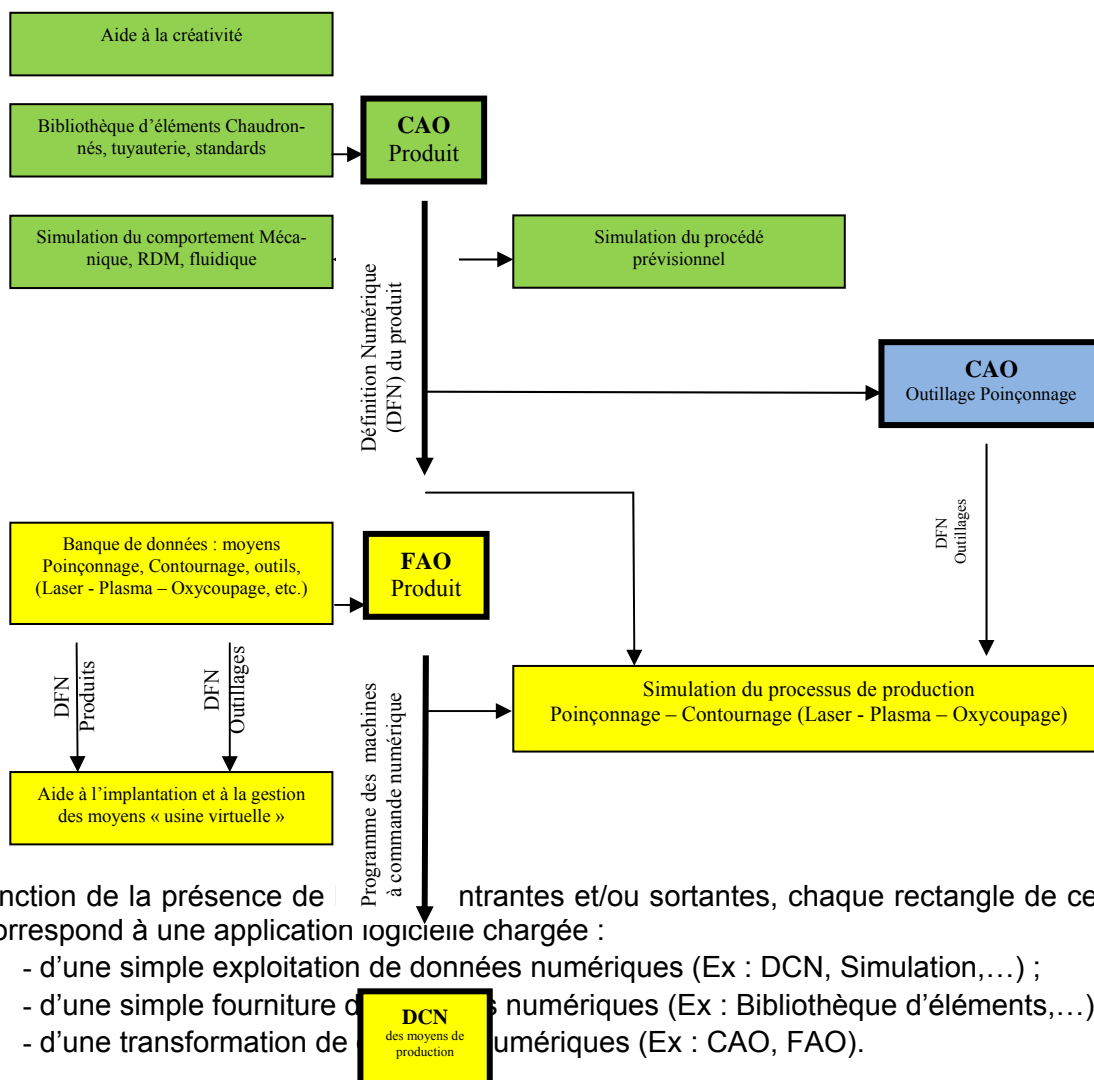 Aide à la créativité
Bibliothèque d'éléments Chaudron-
nés, tuyauterie, standards
CAO
Produit
Simulation du comportement Méca-
nique, RDM, fluidique
Simulation du procédé
prévisionnel
Définition Numérique
(DFN) du produit
CAO
Outillage Poinçonnage
DFN
Outillages
Banque de données : moyens
Poinçonnage, Contournage, outils,
(Laser - Plasma – Oxycoupage, etc.)
FAO
Produit
DFN
Produits
DFN
Outillages
Simulation du processus de production
Poinçonnage – Contournage (Laser - Plasma – Oxycoupage)
Programme des machines
à commande numérique
Aide à l'implantation et à la gestion
des moyens « usine virtuelle »
nction de la présence de ntrantes et/ou sortantes, chaque rectangle de ce
orrespond à une application logicielle chargée :
- d'une simple exploitation de données numériques (Ex : DCN, Simulation,…) ;
- d'une simple fourniture d s numériques (Ex : Bibliothèque d'éléments,…)
- d'une transformation de umériques (Ex : CAO, FAO).
DCN
des moyens de
production